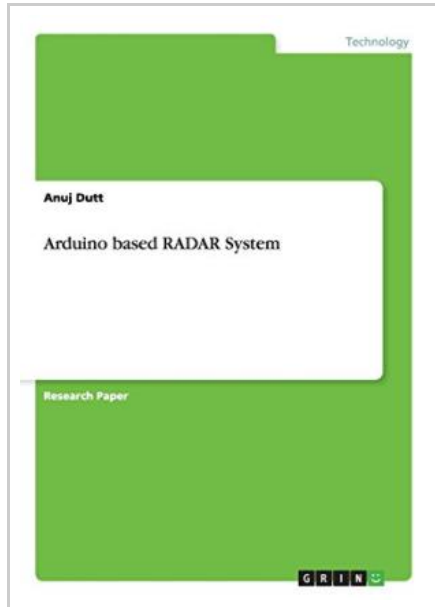 Technology
Anuj Dutt
Arduino based RADAR System
Research Paper
GRIN